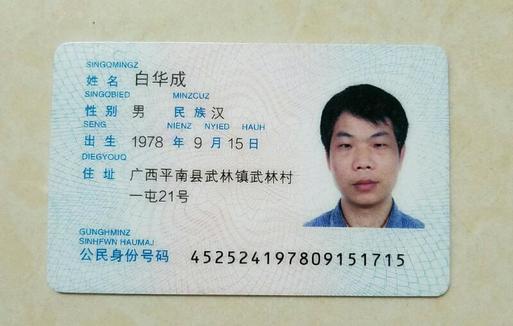 SINGQMINGZ
姓 名 白华成
SINGQBIED MINZCUZ
性 别 男 民 族 汉
SENG NIENZ NYIED HAUH
出 生 1978 年 9 月 15 日
DIEGYOUQ
住 址 广西平南县武林镇武林村
一屯21号
GUNGHMINZ
SINHFWN HAUMAJ
公民身份号码 452524197809151715